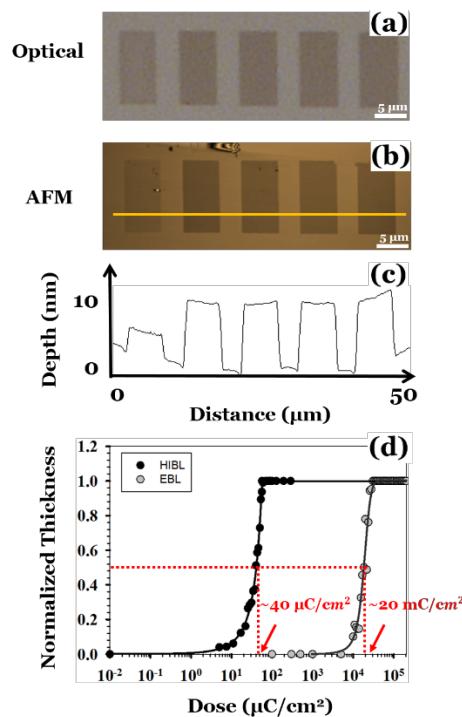 Optical
(a)
5 μm
AFM
(b)
5 μm
(c)
Depth (nm)
10
0
0
50
Distance (μm)
(d)
Normalized Thickness
1.2
1.0
0.8
0.6
0.4
0.2
0.0
HIBL
EBL
~40 μC/cm²
~20 mC/cm²
10⁻² 10⁻¹ 10⁰ 10¹ 10² 10³ 10⁴ 10⁵
Dose (μC/cm²)